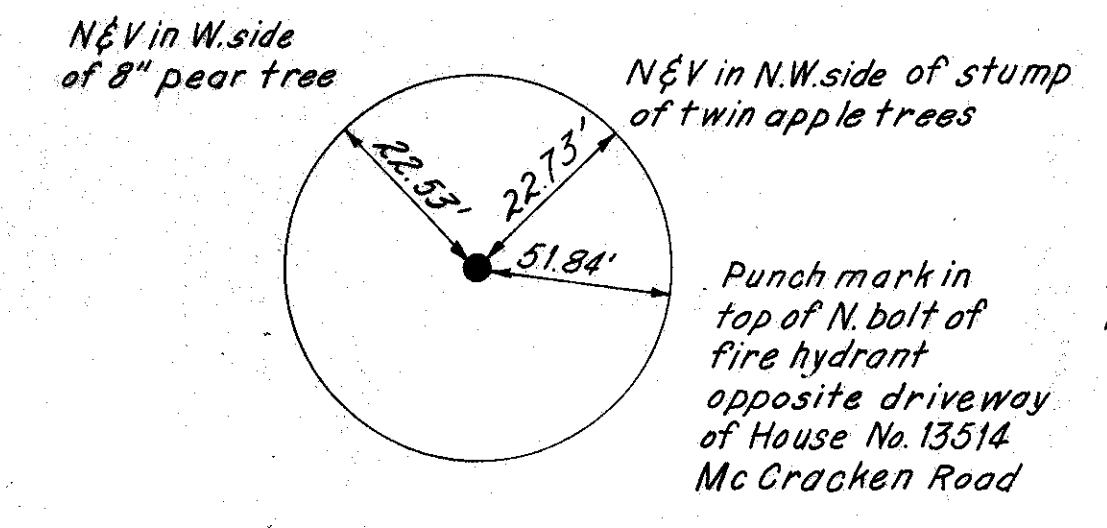 N&V in W. side
of 8" pear tree
N&V in N.W. side of stump
of twin apple trees
22.53'
22.73'
51.84'
Punch mark in
top of N. bolt of
fire hydrant
opposite driveway
of House No. 13514
Mc Cracken Road